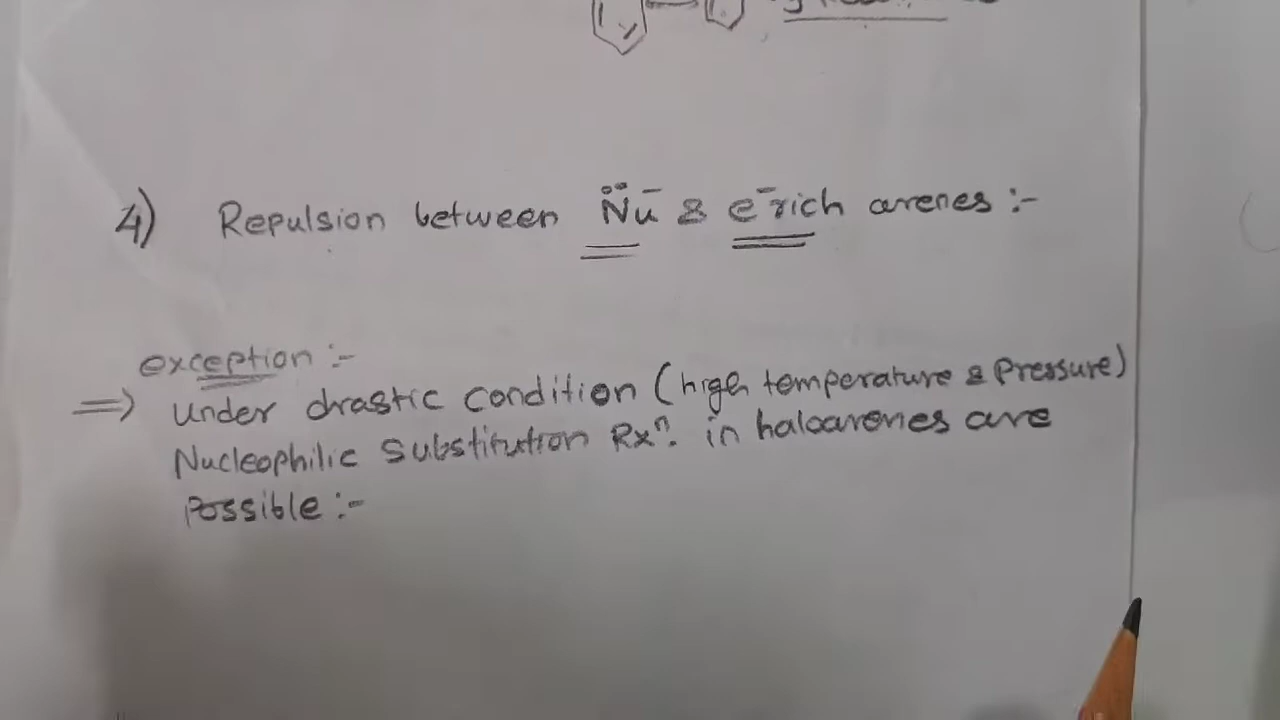 4) Repulsion between N̈ū & e⁻rich arenes :-
exception :-
⇒ under drastic condition (high temperature & Pressure)
Nucleophilic substitution Rxⁿ. in haloarenes are
Possible :-